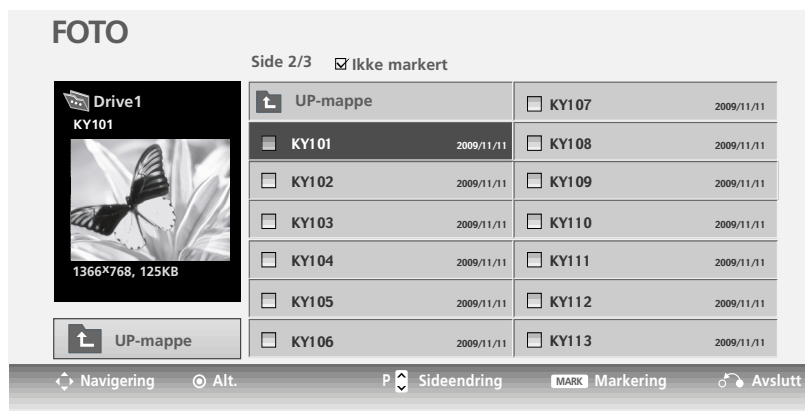 FOTO
Side 2/3 Ikke markert
Drive1
KY101
1366x768, 125KB
UP-mappe
UP-mappe
KY101 2009/11/11
KY102 2009/11/11
KY103 2009/11/11
KY104 2009/11/11
KY105 2009/11/11
KY106 2009/11/11
KY107 2009/11/11
KY108 2009/11/11
KY109 2009/11/11
KY110 2009/11/11
KY111 2009/11/11
KY112 2009/11/11
KY113 2009/11/11
Navigering Alt. P Sideendring MARK Markering Avslutt